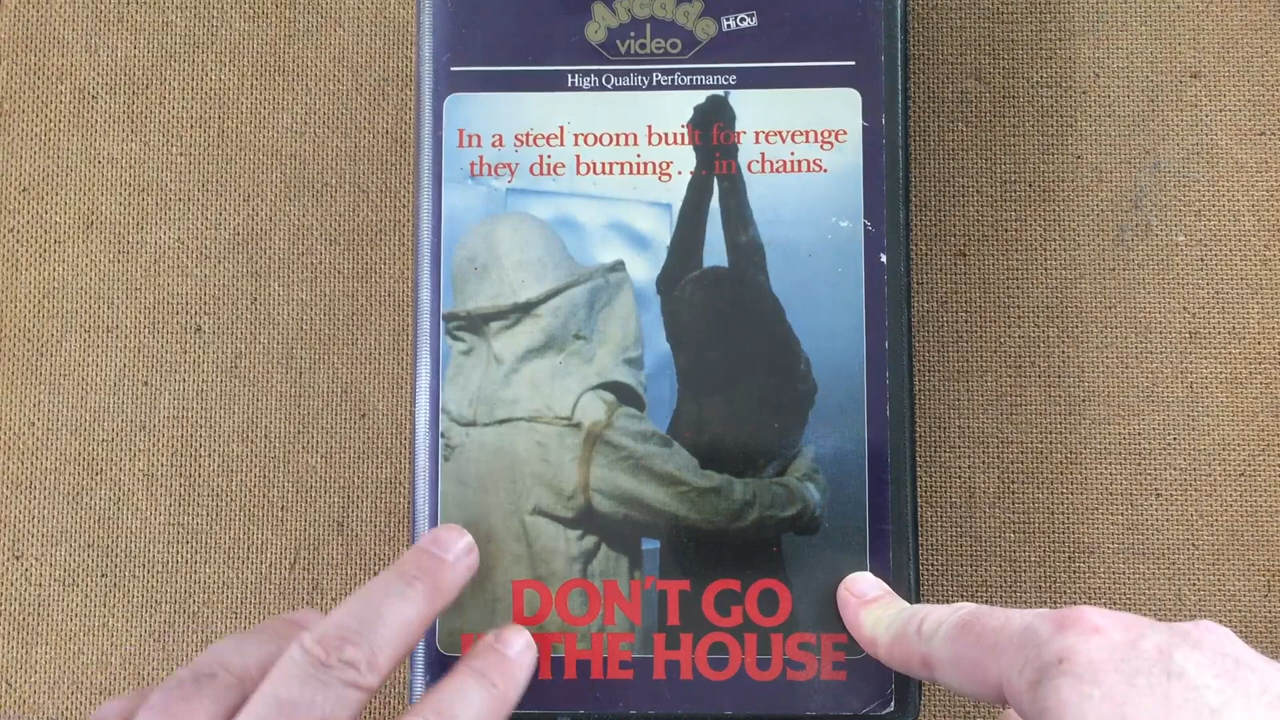 Arcade
video
HiQu
High Quality Performance
In a steel room built for revenge
they die burning... in chains.
DON'T GO
THE HOUSE